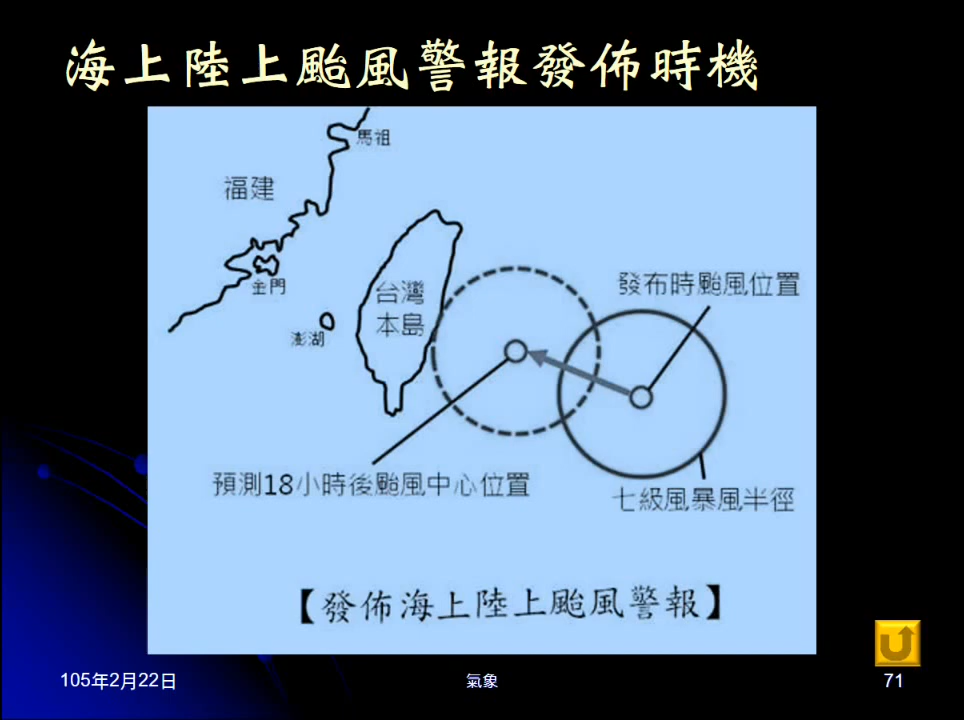 海上陸上颱風警報發佈時機
馬祖
福建
金門
台灣
本島
澎湖
發布時颱風位置
預測18小時後颱風中心位置
七級風暴風半徑
【發佈海上陸上颱風警報】
105年2月22日
氣象
71